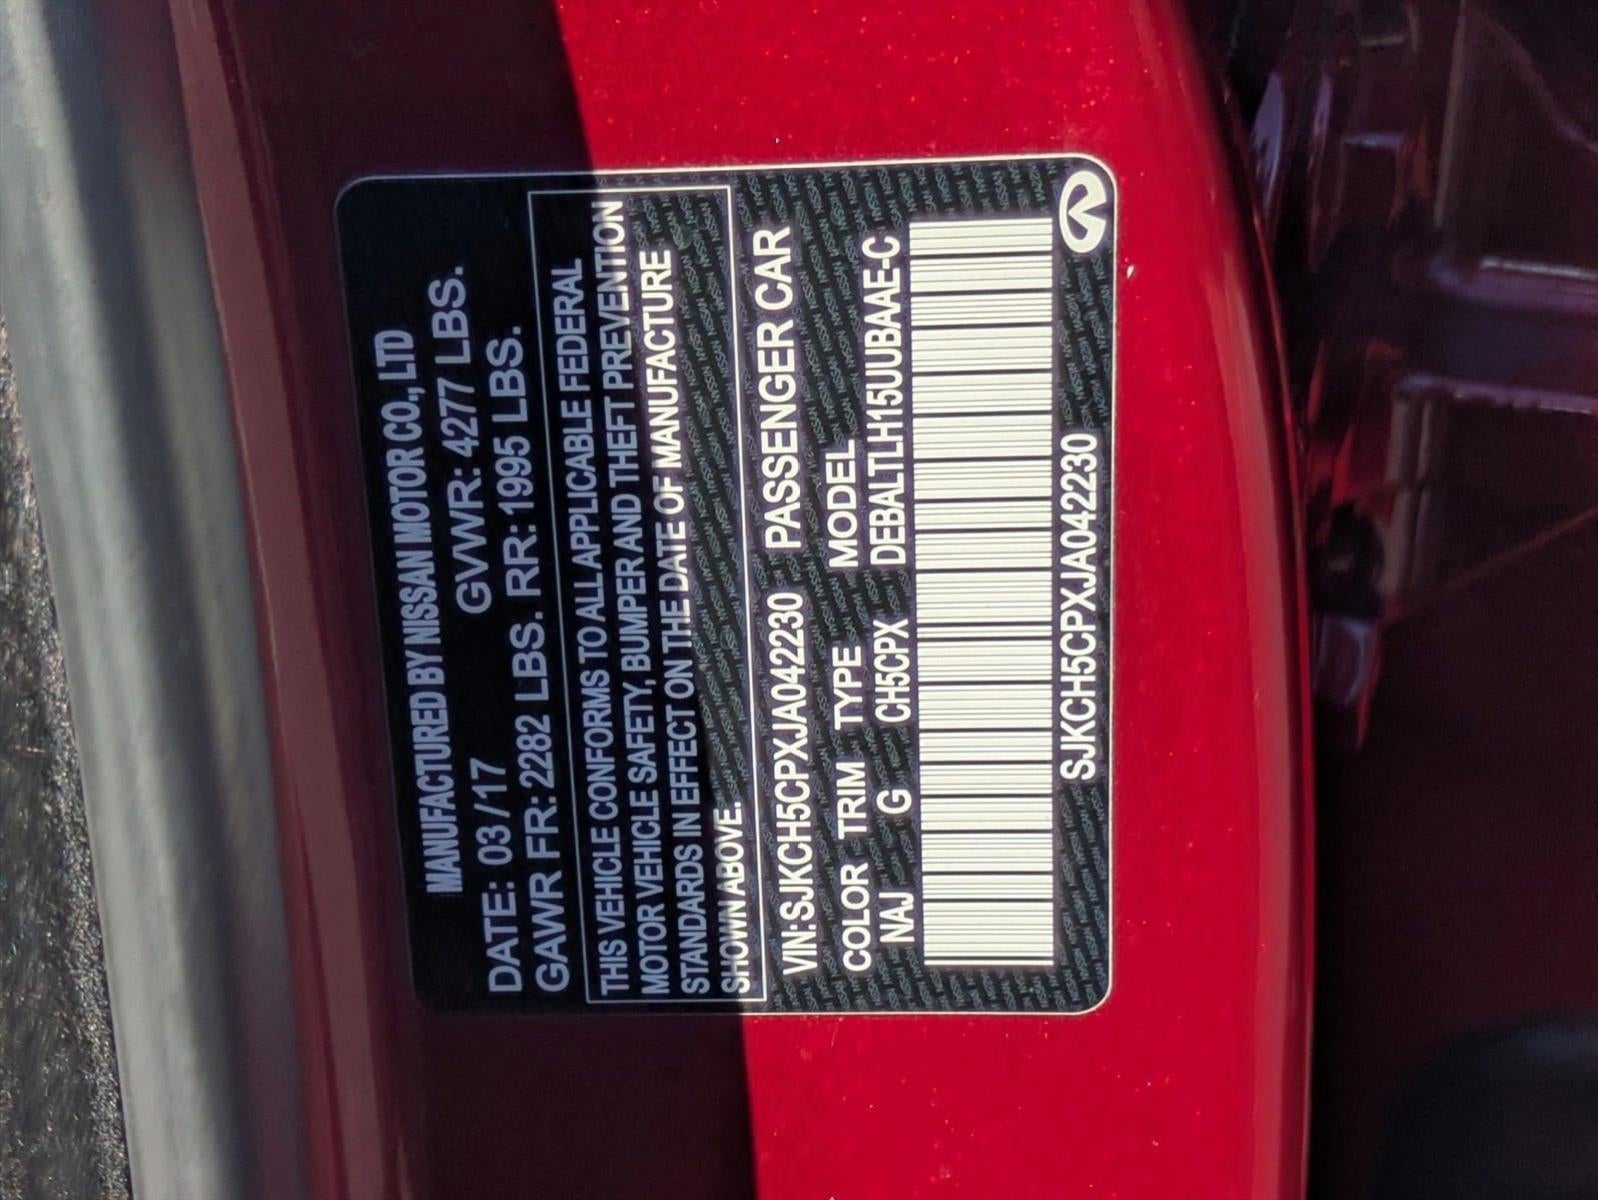 MANUFACTURED BY NISSAN MOTOR CO.,LTD
DATE: 03/17 GVWR: 4277 LBS.
GAWR FR: 2282 LBS. RR: 1995 LBS.
THIS VEHICLE CONFORMS TO ALL APPLICABLE FEDERAL
MOTOR VEHICLE SAFETY, BUMPER AND THEFT PREVENTION
STANDARDS IN EFFECT ON THE DATE OF MANUFACTURE
SHOWN ABOVE.
VIN:SJKCH5CPXJA042230 PASSENGER CAR
COLOR TRIM TYPE MODEL
NAJ G CH5CPX DEBALTLH15UUBAAE-C
SJKCH5CPXJA042230